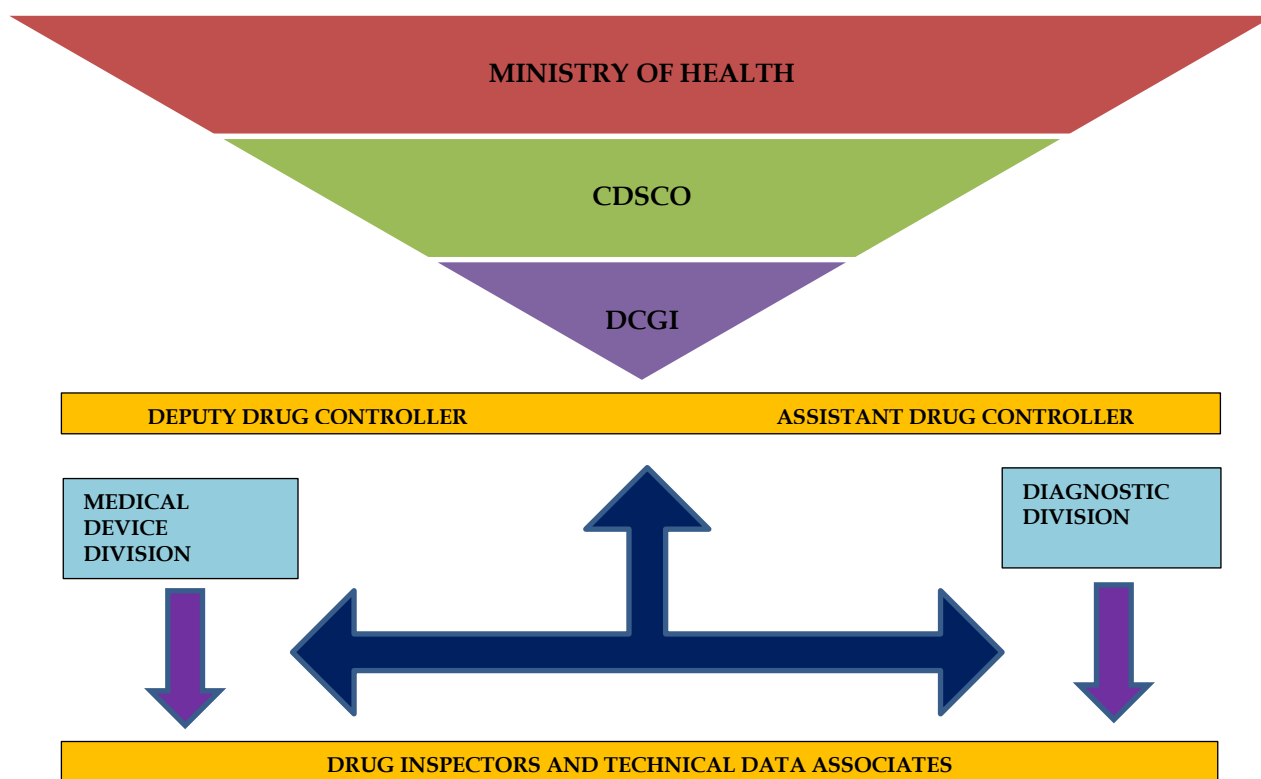 MINISTRY OF HEALTH
CDSCO
DCGI
DEPUTY DRUG CONTROLLER
ASSISTANT DRUG CONTROLLER
MEDICAL
DEVICE
DIVISION
DIAGNOSTIC
DIVISION
DRUG INSPECTORS AND TECHNICAL DATA ASSOCIATES